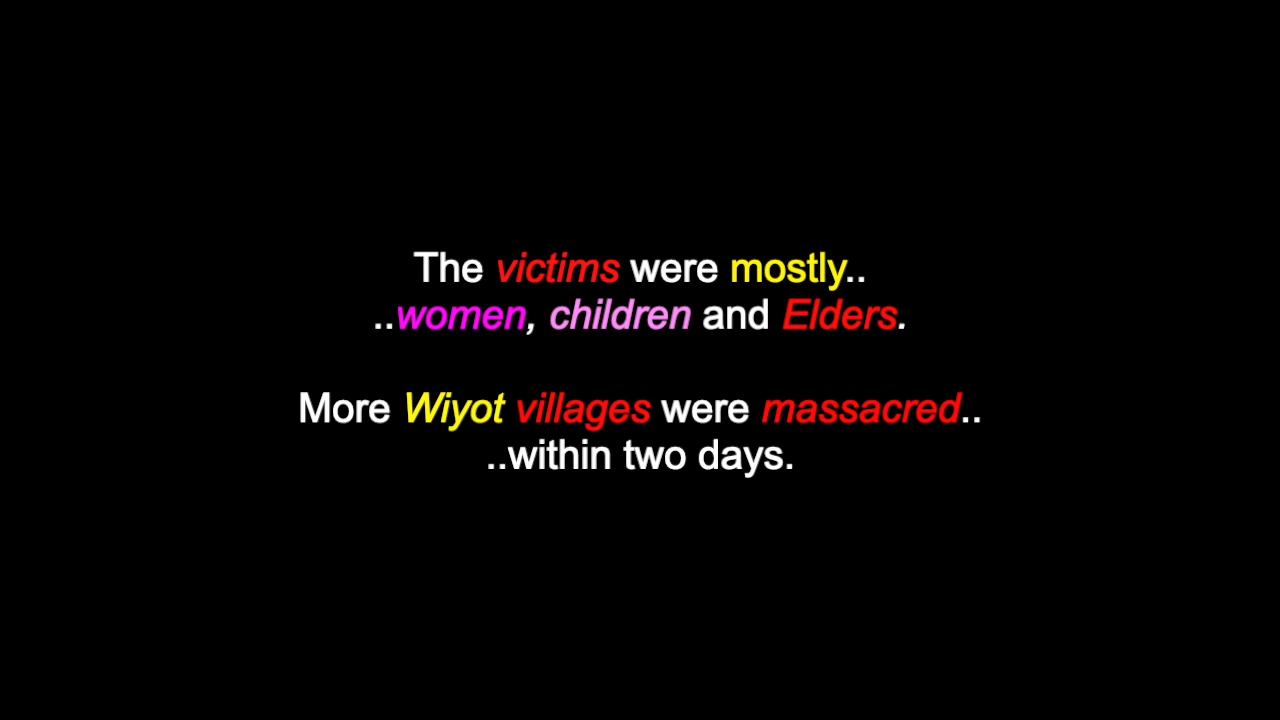 The victims were mostly..
..women, children and Elders.
More Wiyot villages were massacred..
..within two days.